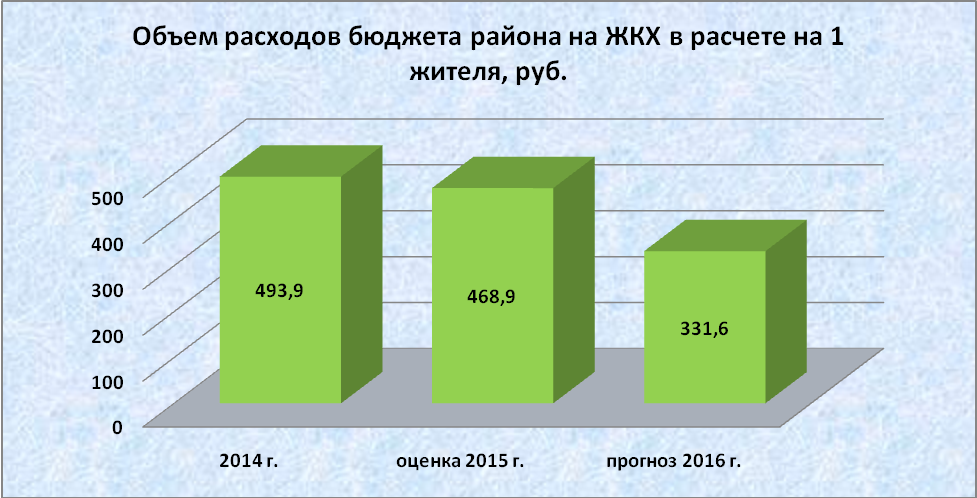 Объем расходов бюджета района на ЖКХ в расчете на 1
жителя, руб.
500
400
300
200
100
0
493,9
468,9
331,6
2014 г.
оценка 2015 г.
прогноз 2016 г.